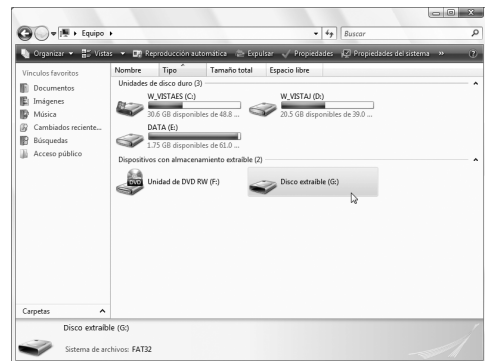 Equipo
Buscar
Organizar Vistas Reproducción automática Expulsar Propiedades Propiedades del sistema »
Vínculos favoritos
Documentos
Imágenes
Música
Cambiados reciente...
Búsquedas
Acceso público
Nombre Tipo Tamaño total Espacio libre
Unidades de disco duro (3)
W_VISTAES (C:)
30.6 GB disponibles de 48.8 ...
W_VISTAJ (D:)
20.5 GB disponibles de 39.0 ...
DATA (E:)
1.75 GB disponibles de 61.0 ...
Dispositivos con almacenamiento extraíble (2)
DVD
Unidad de DVD RW (F:)
Disco extraíble (G:)
Carpetas
Disco extraíble (G:)
Sistema de archivos: FAT32